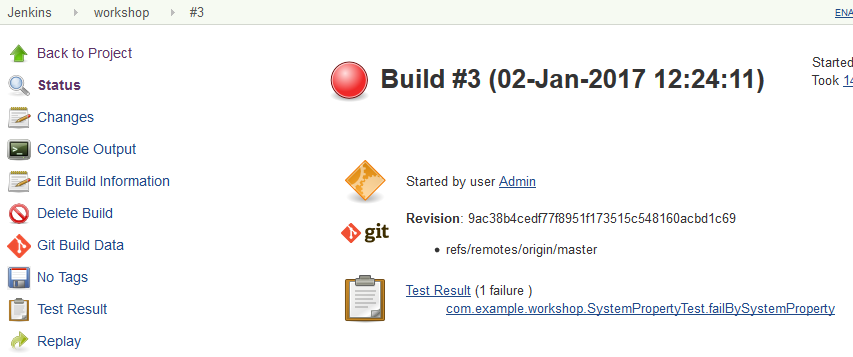 Jenkins workshop #3 ENA
Back to Project
Status
Changes
Console Output
Edit Build Information
Delete Build
Git Build Data
No Tags
Test Result
Replay
Build #3 (02-Jan-2017 12:24:11)
Started
Took 14
Started by user Admin
git
Revision: 9ac38b4cedf77f8951f173515c548160acbd1c69
refs/remotes/origin/master
Test Result (1 failure )
com.example.workshop.SystemPropertyTest.failBySystemProperty